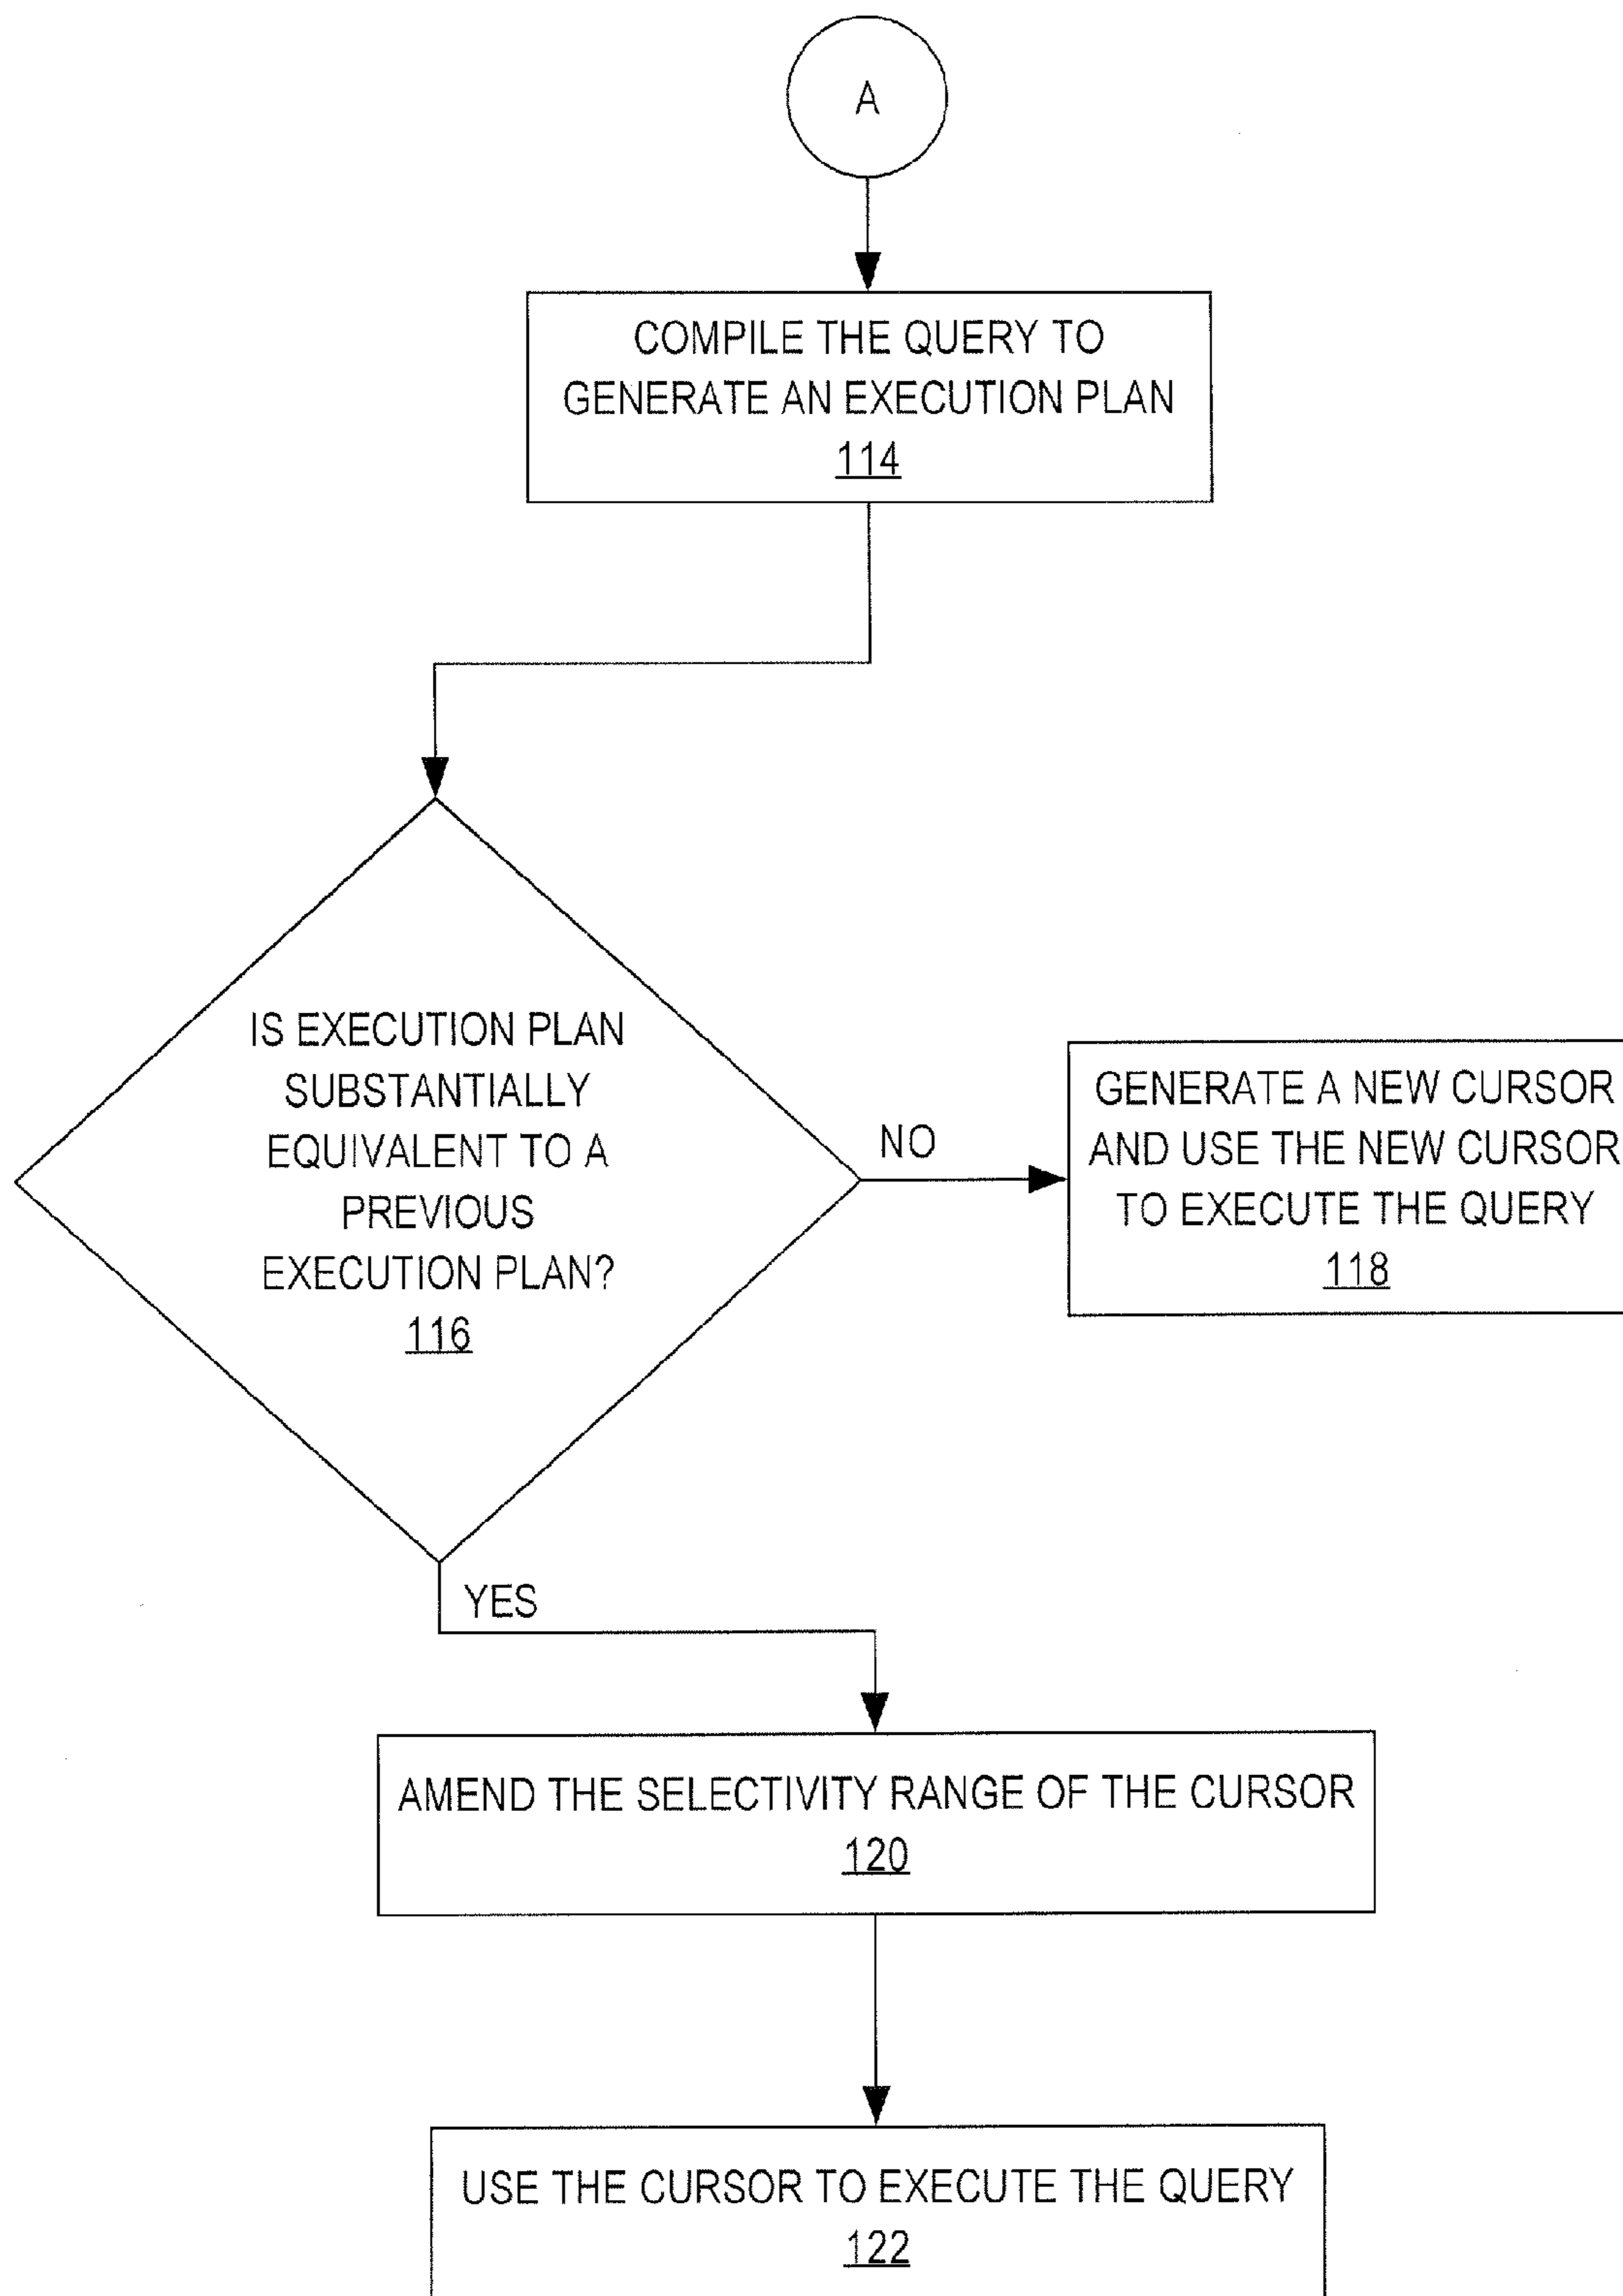 A
COMPILE THE QUERY TO
GENERATE AN EXECUTION PLAN
114
IS EXECUTION PLAN
SUBSTANTIALLY
EQUIVALENT TO A
PREVIOUS
EXECUTION PLAN?
116
NO
GENERATE A NEW CURSOR
AND USE THE NEW CURSOR
TO EXECUTE THE QUERY
118
YES
AMEND THE SELECTIVITY RANGE OF THE CURSOR
120
USE THE CURSOR TO EXECUTE THE QUERY
122